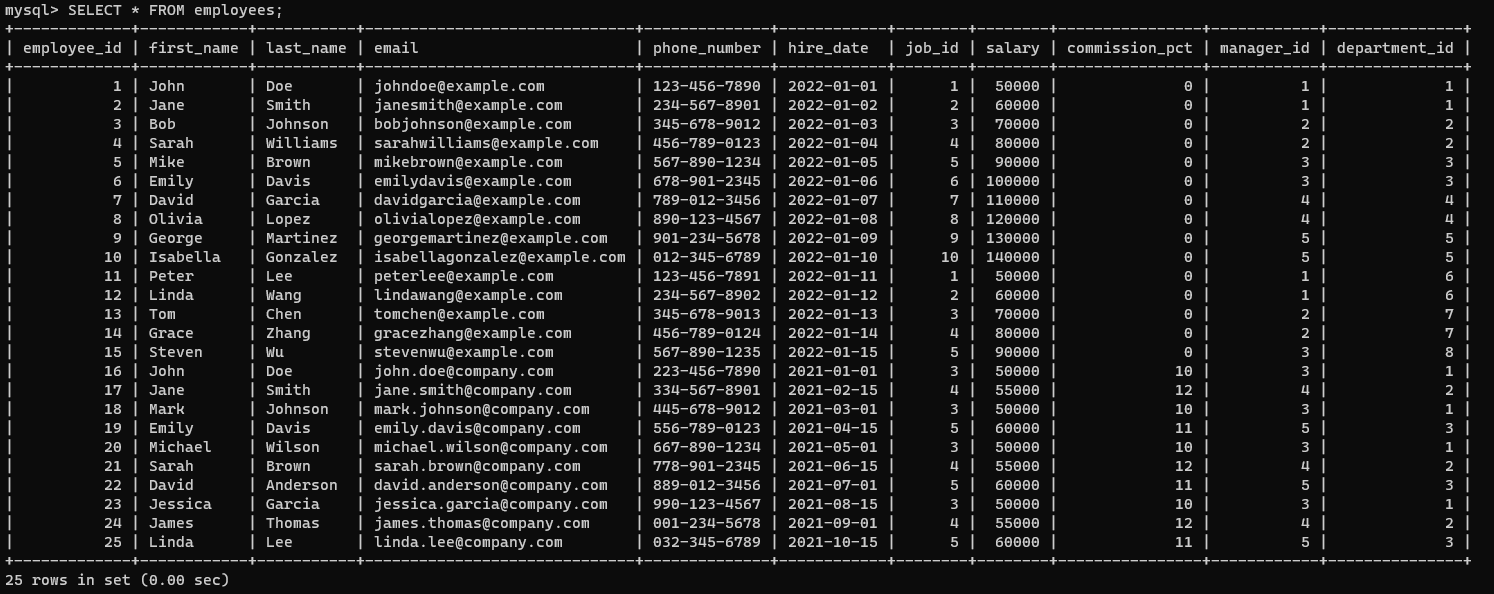 mysql> SELECT * FROM employees;
+-------------+------------+-----------+------------------------------+--------------+------------+--------+--------+----------------+------------+---------------+
| employee_id | first_name | last_name | email                        | phone_number | hire_date  | job_id | salary | commission_pct | manager_id | department_id |
+-------------+------------+-----------+------------------------------+--------------+------------+--------+--------+----------------+------------+---------------+
|           1 | John       | Doe       | johndoe@example.com          | 123-456-7890 | 2022-01-01 |      1 |  50000 |              0 |          1 |             1 |
|           2 | Jane       | Smith     | janesmith@example.com        | 234-567-8901 | 2022-01-02 |      2 |  60000 |              0 |          1 |             1 |
|           3 | Bob        | Johnson   | bobjohnson@example.com       | 345-678-9012 | 2022-01-03 |      3 |  70000 |              0 |          2 |             2 |
|           4 | Sarah      | Williams  | sarahwilliams@example.com    | 456-789-0123 | 2022-01-04 |      4 |  80000 |              0 |          2 |             2 |
|           5 | Mike       | Brown     | mikebrown@example.com        | 567-890-1234 | 2022-01-05 |      5 |  90000 |              0 |          3 |             3 |
|           6 | Emily      | Davis     | emilydavis@example.com       | 678-901-2345 | 2022-01-06 |      6 | 100000 |              0 |          3 |             3 |
|           7 | David      | Garcia    | davidgarcia@example.com      | 789-012-3456 | 2022-01-07 |      7 | 110000 |              0 |          4 |             4 |
|           8 | Olivia     | Lopez     | olivialopez@example.com      | 890-123-4567 | 2022-01-08 |      8 | 120000 |              0 |          4 |             4 |
|           9 | George     | Martinez  | georgemartinez@example.com   | 901-234-5678 | 2022-01-09 |      9 | 130000 |              0 |          5 |             5 |
|          10 | Isabella   | Gonzalez  | isabellagonzalez@example.com | 012-345-6789 | 2022-01-10 |     10 | 140000 |              0 |          5 |             5 |
|          11 | Peter      | Lee       | peterlee@example.com         | 123-456-7891 | 2022-01-11 |      1 |  50000 |              0 |          1 |             6 |
|          12 | Linda      | Wang      | lindawang@example.com        | 234-567-8902 | 2022-01-12 |      2 |  60000 |              0 |          1 |             6 |
|          13 | Tom        | Chen      | tomchen@example.com          | 345-678-9013 | 2022-01-13 |      3 |  70000 |              0 |          2 |             7 |
|          14 | Grace      | Zhang     | gracezhang@example.com       | 456-789-0124 | 2022-01-14 |      4 |  80000 |              0 |          2 |             7 |
|          15 | Steven     | Wu        | stevenwu@example.com         | 567-890-1235 | 2022-01-15 |      5 |  90000 |              0 |          3 |             8 |
|          16 | John       | Doe       | john.doe@company.com         | 223-456-7890 | 2021-01-01 |      3 |  50000 |             10 |          3 |             1 |
|          17 | Jane       | Smith     | jane.smith@company.com       | 334-567-8901 | 2021-02-15 |      4 |  55000 |             12 |          4 |             2 |
|          18 | Mark       | Johnson   | mark.johnson@company.com     | 445-678-9012 | 2021-03-01 |      3 |  50000 |             10 |          3 |             1 |
|          19 | Emily      | Davis     | emily.davis@company.com      | 556-789-0123 | 2021-04-15 |      5 |  60000 |             11 |          5 |             3 |
|          20 | Michael    | Wilson    | michael.wilson@company.com   | 667-890-1234 | 2021-05-01 |      3 |  50000 |             10 |          3 |             1 |
|          21 | Sarah      | Brown     | sarah.brown@company.com      | 778-901-2345 | 2021-06-15 |      4 |  55000 |             12 |          4 |             2 |
|          22 | David      | Anderson  | david.anderson@company.com   | 889-012-3456 | 2021-07-01 |      5 |  60000 |             11 |          5 |             3 |
|          23 | Jessica    | Garcia    | jessica.garcia@company.com   | 990-123-4567 | 2021-08-15 |      3 |  50000 |             10 |          3 |             1 |
|          24 | James      | Thomas    | james.thomas@company.com     | 001-234-5678 | 2021-09-01 |      4 |  55000 |             12 |          4 |             2 |
|          25 | Linda      | Lee       | linda.lee@company.com        | 032-345-6789 | 2021-10-15 |      5 |  60000 |             11 |          5 |             3 |
+-------------+------------+-----------+------------------------------+--------------+------------+--------+--------+----------------+------------+---------------+
25 rows in set (0.00 sec)